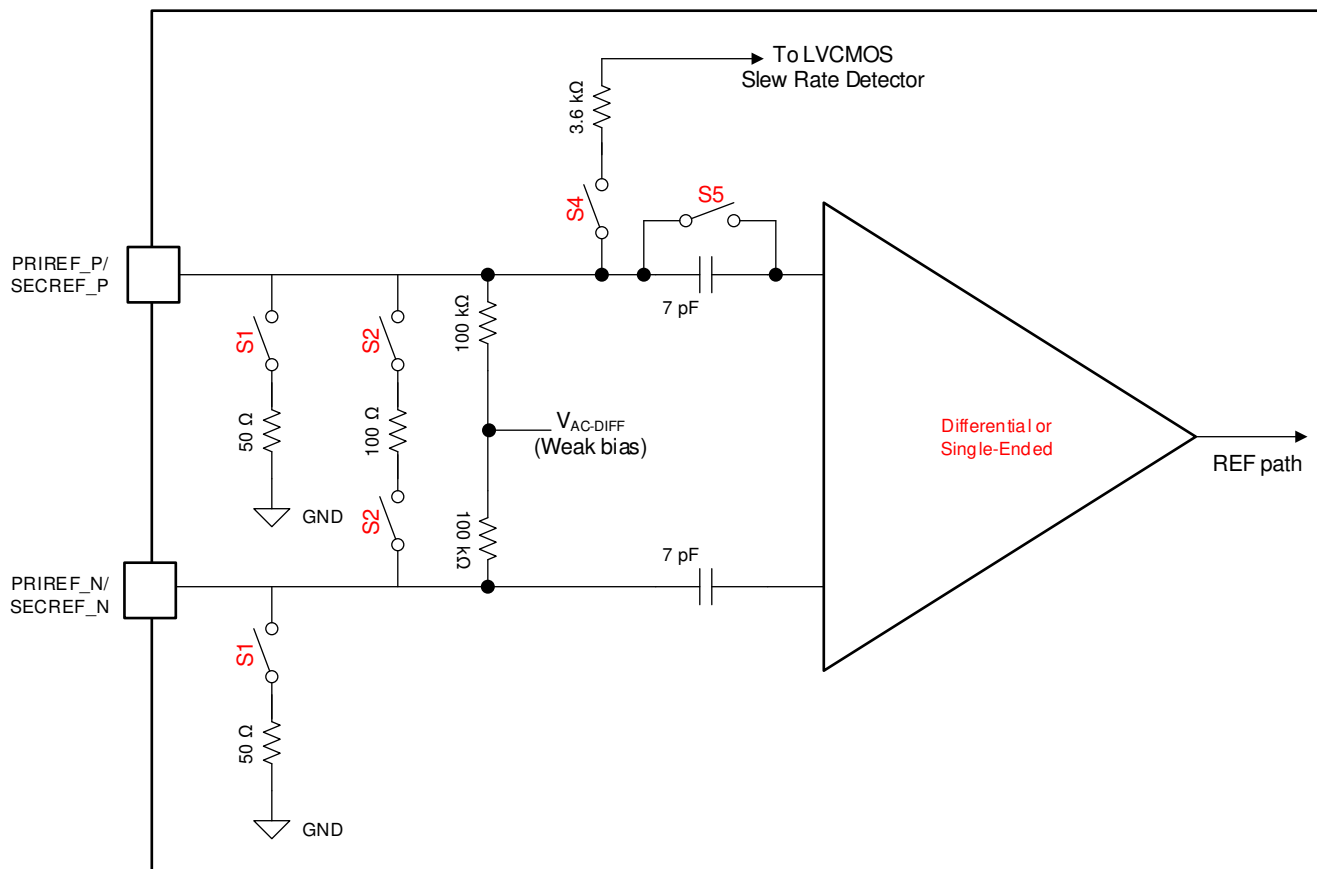 To LVCMOS
Slew Rate Detector
3.6 kΩ
S4
S5
PRIREF_P/
SECREF_P
7 pF
S1
S2
100 kΩ
50 Ω
100 Ω
VAC-DIFF
(Weak bias)
Differential or
Single-Ended
REF path
GND
S2
100 kΩ
7 pF
PRIREF_N/
SECREF_N
S1
50 Ω
GND